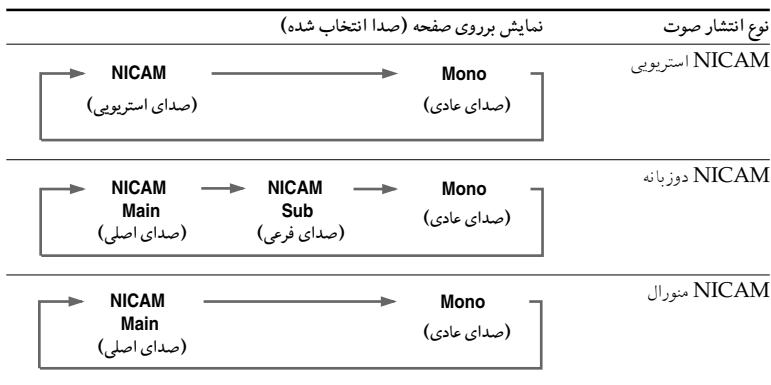 نوع انتشار صوت
نمایش برروی صفحه (صدا انتخاب شده)
NICAM استریویی
NICAM
Mono
(صدای استریویی)
(صدای عادی)
NICAM دوزبانه
NICAM
NICAM
Mono
Main
Sub
(صدای عادی)
(صدای اصلی)
(صدای فرعی)
NICAM منورال
NICAM
Mono
Main
(صدای عادی)
(صدای اصلی)